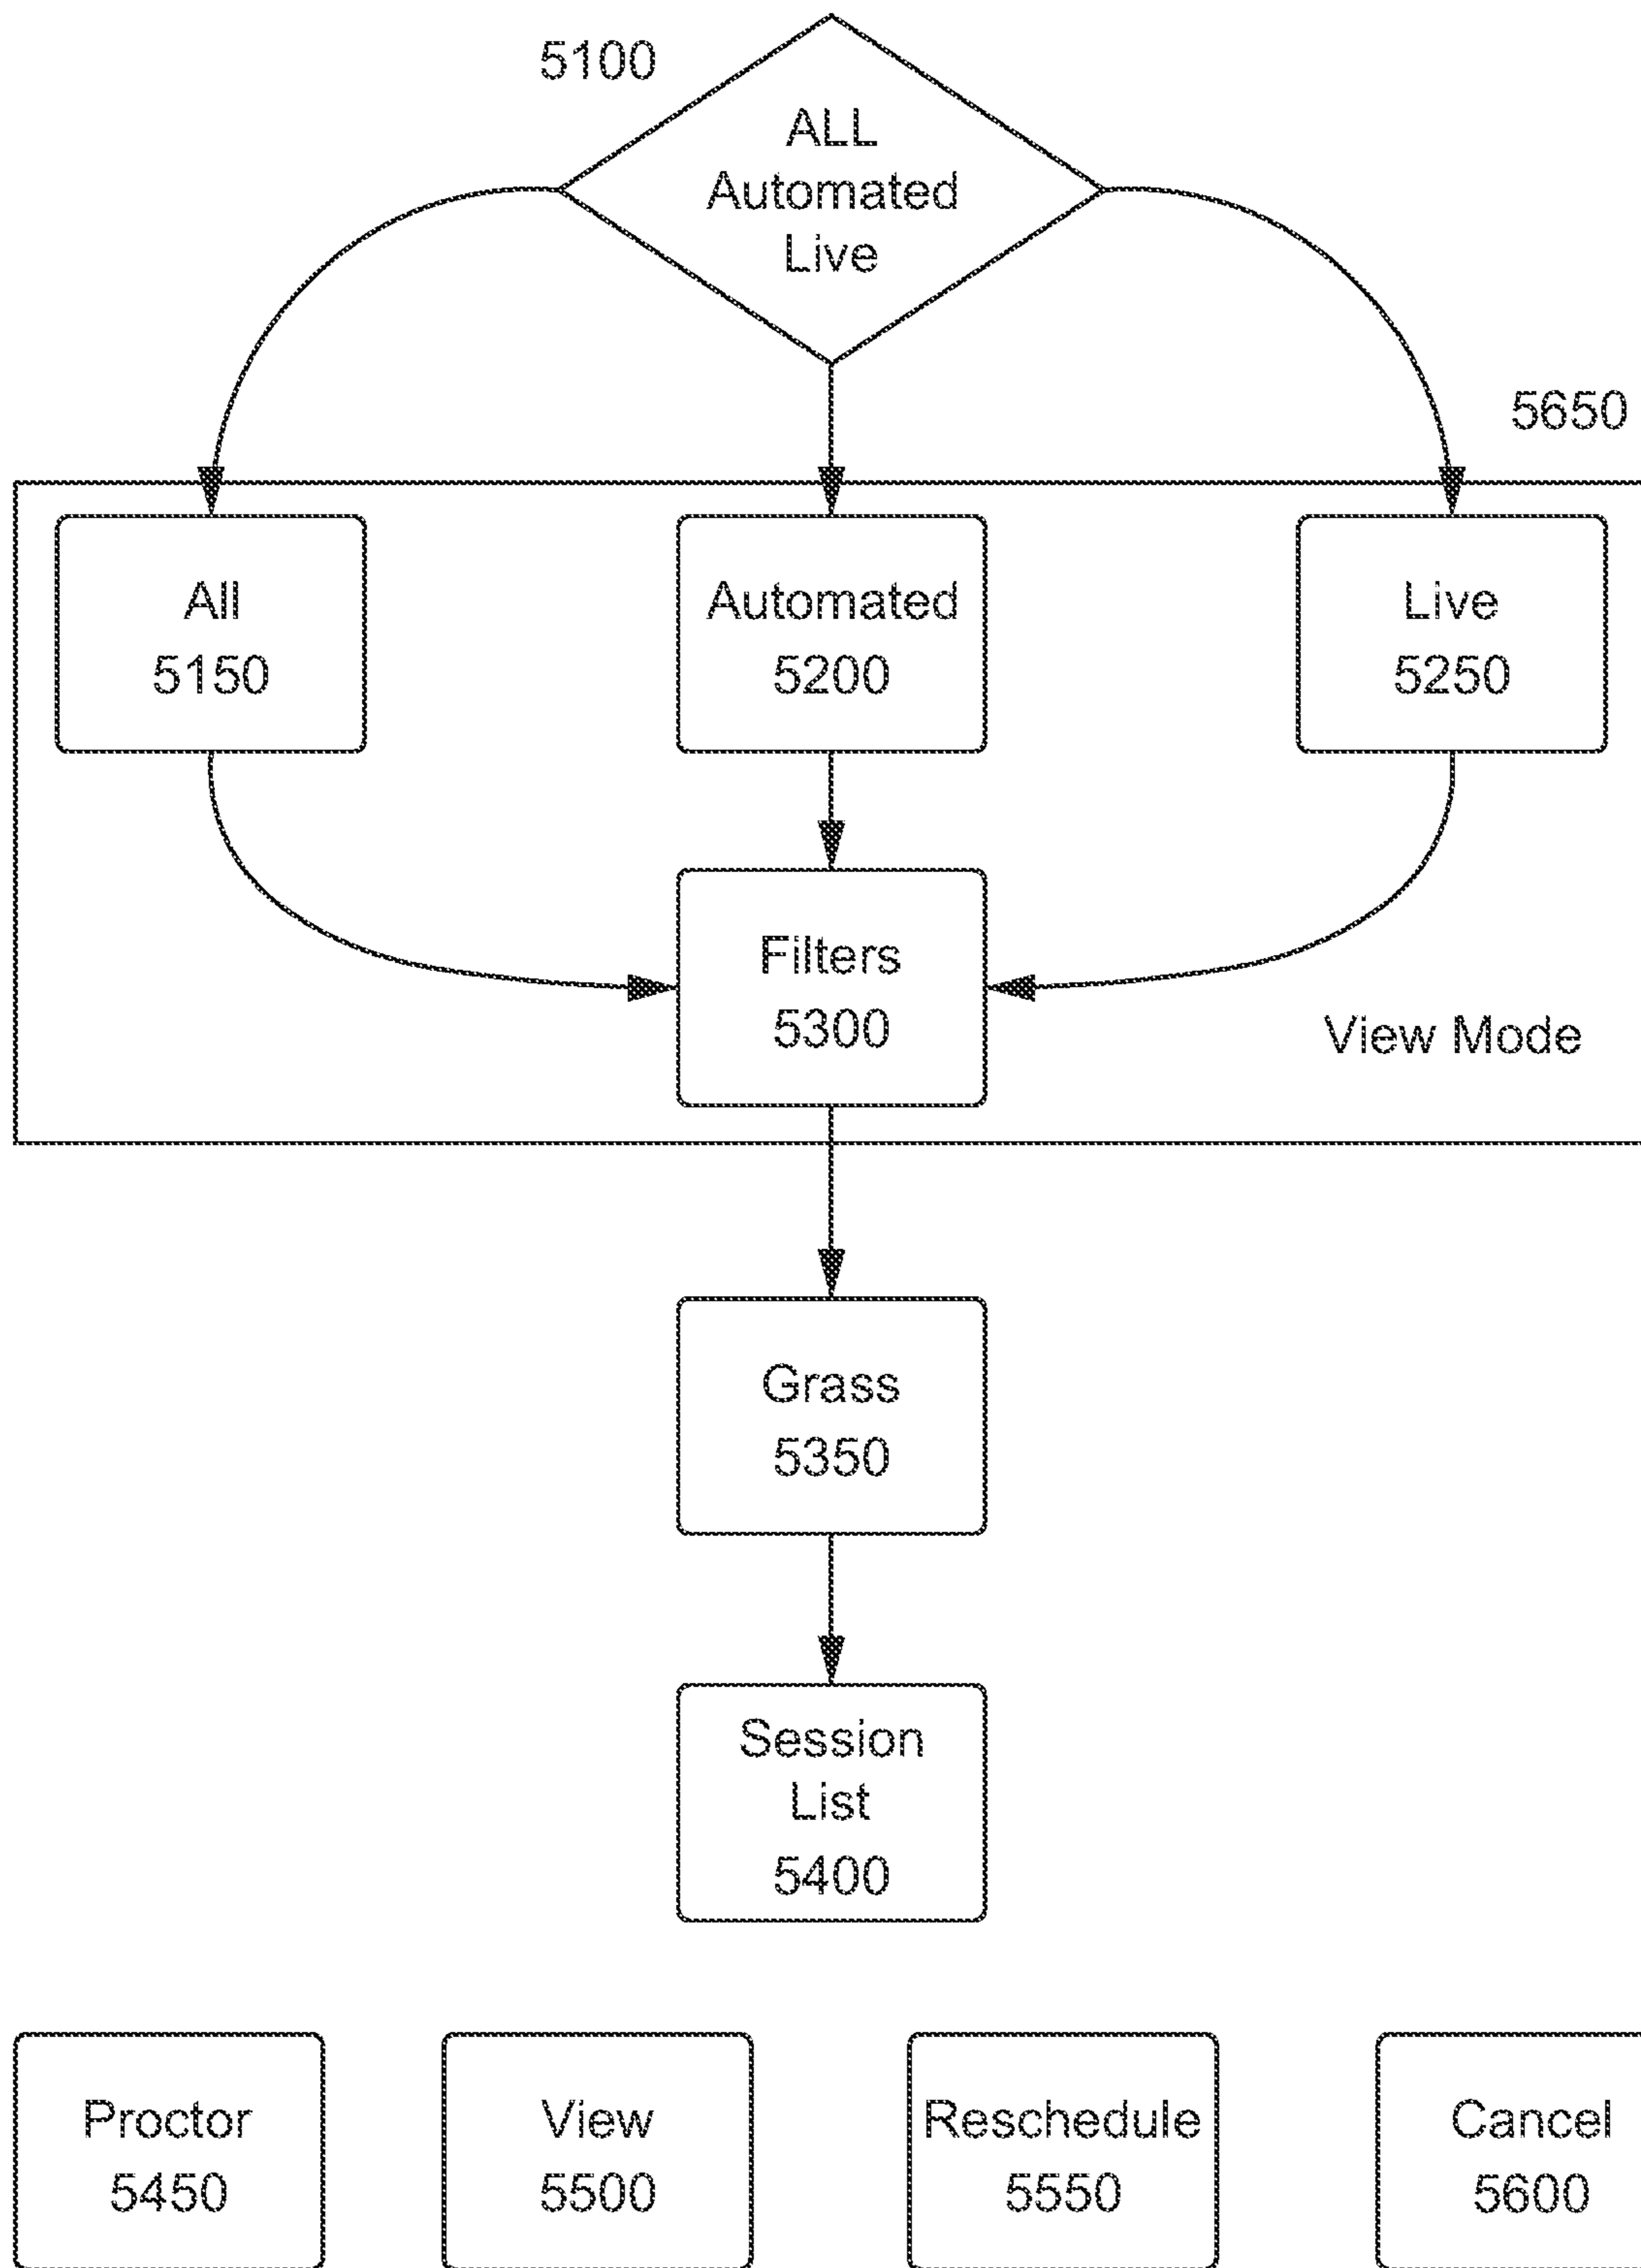 5100
ALL
Automated
Live
5650
All
5150
Automated
5200
Live
5250
Filters
5300
View Mode
Grass
5350
Session
List
5400
Proctor
5450
View
5500
Reschedule
5550
Cancel
5600